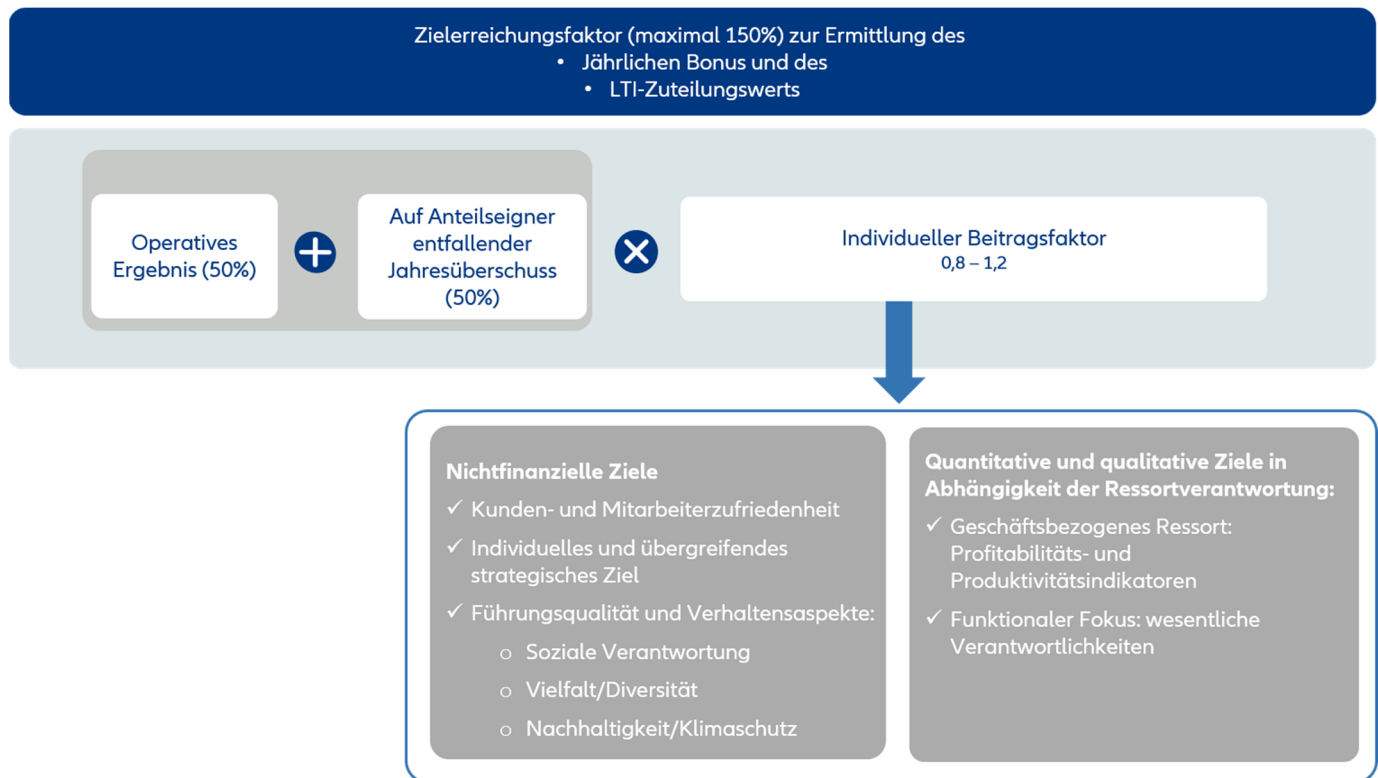 Zielerreichungsfaktor (maximal 150%) zur Ermittlung des
• Jährlichen Bonus und des
• LTI-Zuteilungswerts
Operatives
Ergebnis (50%)
+
Auf Anteilseigner
entfallender
Jahresüberschuss
(50%)
×
Individueller Beitragsfaktor
0,8 – 1,2
Nichtfinanzielle Ziele
✓ Kunden- und Mitarbeiterzufriedenheit
✓ Individuelles und übergreifendes
strategisches Ziel
✓ Führungsqualität und Verhaltensaspekte:
o Soziale Verantwortung
o Vielfalt/Diversität
o Nachhaltigkeit/Klimaschutz
Quantitative und qualitative Ziele in
Abhängigkeit der Ressortverantwortung:
✓ Geschäftsbezogenes Ressort:
Profitabilitäts- und
Produktivitätsindikatoren
✓ Funktionaler Fokus: wesentliche
Verantwortlichkeiten